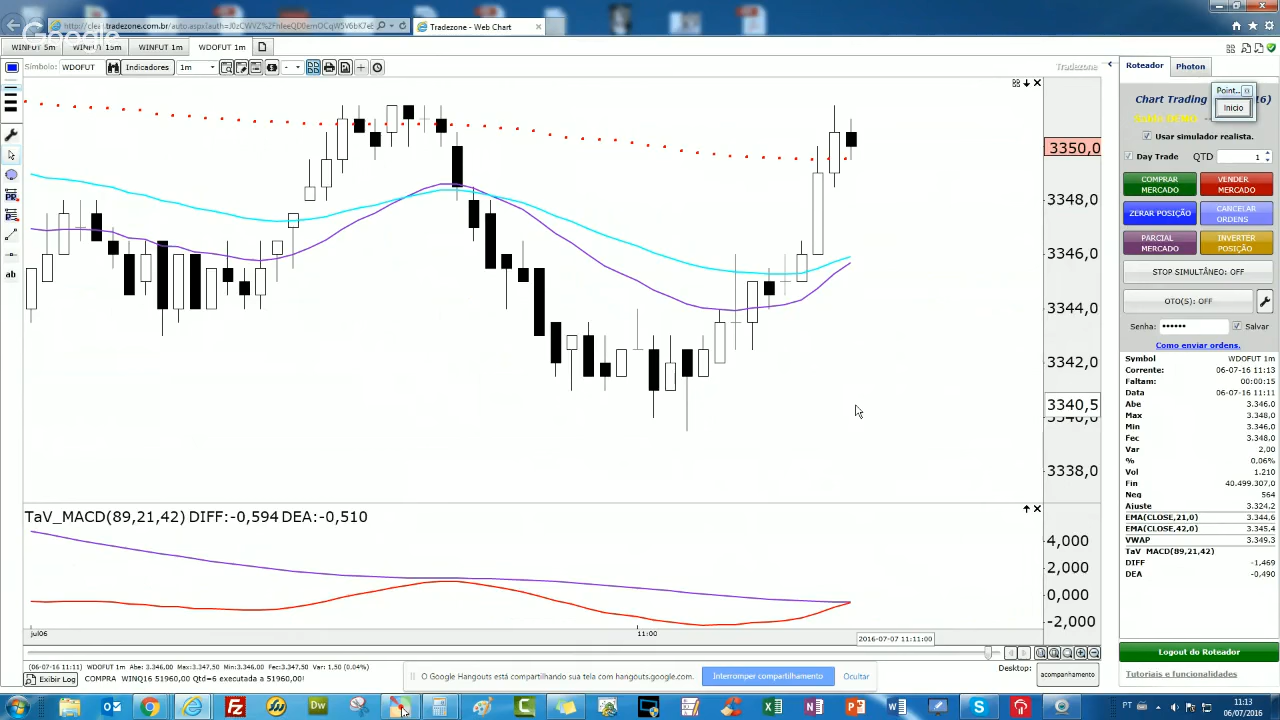 Tradezone - Web Chart
WINFUT 5m
WINFUT 15m
WINFUT 1m
WDOFUT 1m
Símbolo: WDOFUT
Indicadores
1m
Tradezone
3350,0
3348,0
3346,0
3344,0
3342,0
3340,5
3338,0
TaV_MACD(89,21,42) DIFF:-0,594 DEA:-0,510
4,000
2,000
0,000
-2,000
jul06
11:00
2016-07-07 11:11:00
(06-07-16 11:11) WDOFUT 1m Abe: 3.346,00 Max:3.347,50 Min:3.346,00 Fec:3.347,50 Var: 1,50 (0,04%)
Exibir Log
COMPRA WINQ16 51960,00! Qtd=6 executada a 51960,00!
O Google Hangouts está compartilhando sua tela com hangouts.google.com.
Interromper compartilhamento
Ocultar
Desktop:
acompanhamento
Roteador
Photon
Point...
Inicio
Chart Trading
16)
Usar simulador realista.
Day Trade
QTD
1
COMPRAR MERCADO
VENDER MERCADO
ZERAR POSIÇÃO
CANCELAR ORDENS
PARCIAL MERCADO
INVERTER POSIÇÃO
STOP SIMULTÂNEO: OFF
OTO(S): OFF
Senha:
Salvar
Como enviar ordens.
Symbol WDOFUT 1m
Corrente: 06-07-16 11:13
Faltam: 00:00:15
Data 06-07-16 11:11
Abe 3.346,0
Max 3.348,0
Min 3.346,0
Fec 3.348,0
Var 2,00
% 0,06%
Vol 1.210
Fin 40.499.307,0
Neg 564
Ajuste 3.324,2
EMA(CLOSE,21,0) 3.344,6
EMA(CLOSE,42,0) 3.345,4
VWAP 3.349,3
TaV MACD(89,21,42)
DIFF -1,469
DEA -0,490
Logout do Roteador
Tutoriais e Funcionalidades
PT
11:13
06/07/2016